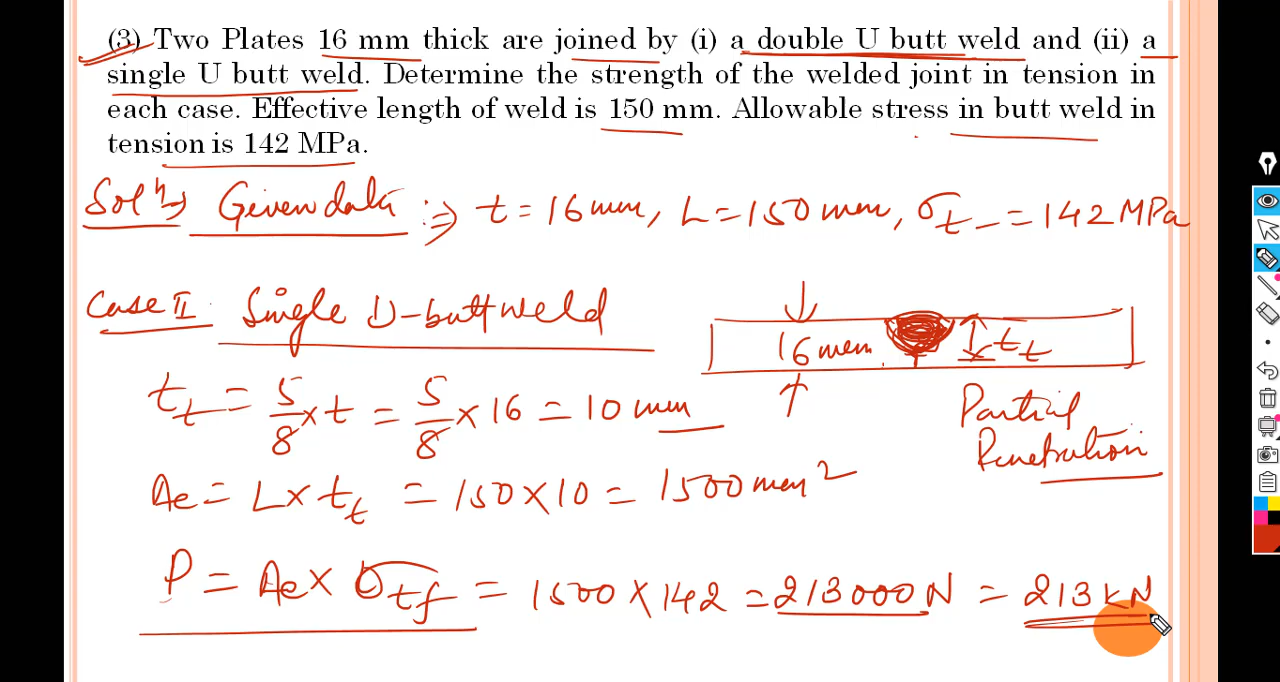 (3) Two Plates 16 mm thick are joined by (i) a double U butt weld and (ii) a
single U butt weld. Determine the strength of the welded joint in tension in
each case. Effective length of weld is 150 mm. Allowable stress in butt weld in
tension is 142 MPa.
Solⁿ⇒ Given data :⇒ t = 16 mm, L = 150 mm, σt = 142 MPa
Case II Single U-butt weld
16 mm tt
tt = 5/8 × t = 5/8 × 16 = 10 mm
Partial
Penetration
Ae = L × tt = 150 × 10 = 1500 mm²
P = Ae × σtf = 1500 × 142 = 213000 N = 213 kN